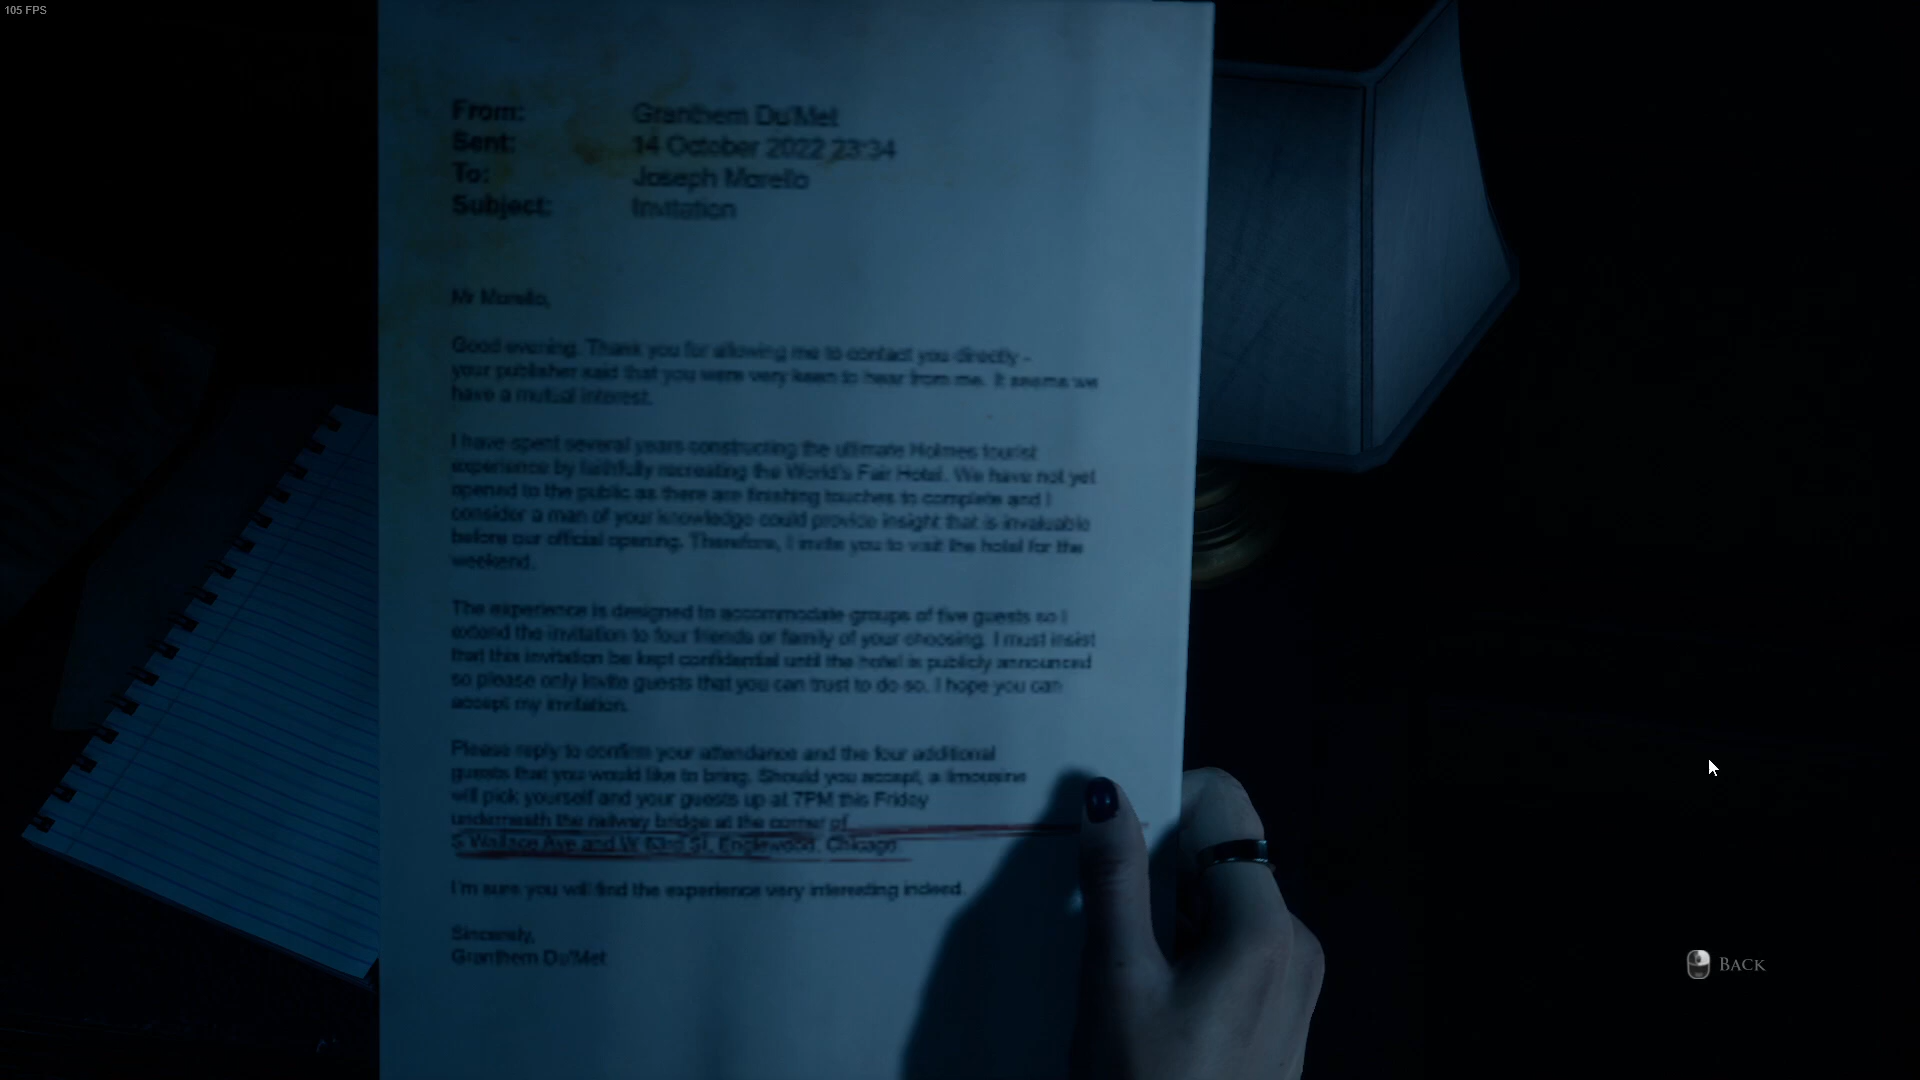 105 FPS
From: Granthem Du'Met
Sent: 14 October 2022 23:34
To: Joseph Morello
Subject: Invitation
Mr Morello,
Good evening. Thank you for allowing me to contact you directly -
your publisher said that you were very keen to hear from me. It seems we
have a mutual interest.
I have spent several years constructing the ultimate Holmes tourist
experience by faithfully recreating the World's Fair Hotel. We have not yet
opened to the public as there are finishing touches to complete and I
consider a man of your knowledge could provide insight that is invaluable
before our official opening. Therefore, I invite you to visit the hotel for the
weekend.
The experience is designed to accommodate groups of five guests so I
extend the invitation to four friends or family of your choosing. I must insist
that this invitation be kept confidential until the hotel is publicly announced
so please only invite guests that you can trust to do so. I hope you can
accept my invitation.
Please reply to confirm your attendance and the four additional
guests that you would like to bring. Should you accept, a limousine
will pick yourself and your guests up at 7PM this Friday
underneath the railway bridge at the corner of
S Wallace Ave and W 63rd St, Englewood, Chicago.
I'm sure you will find the experience very interesting indeed.
Sincerely,
Granthem Du'Met
BACK